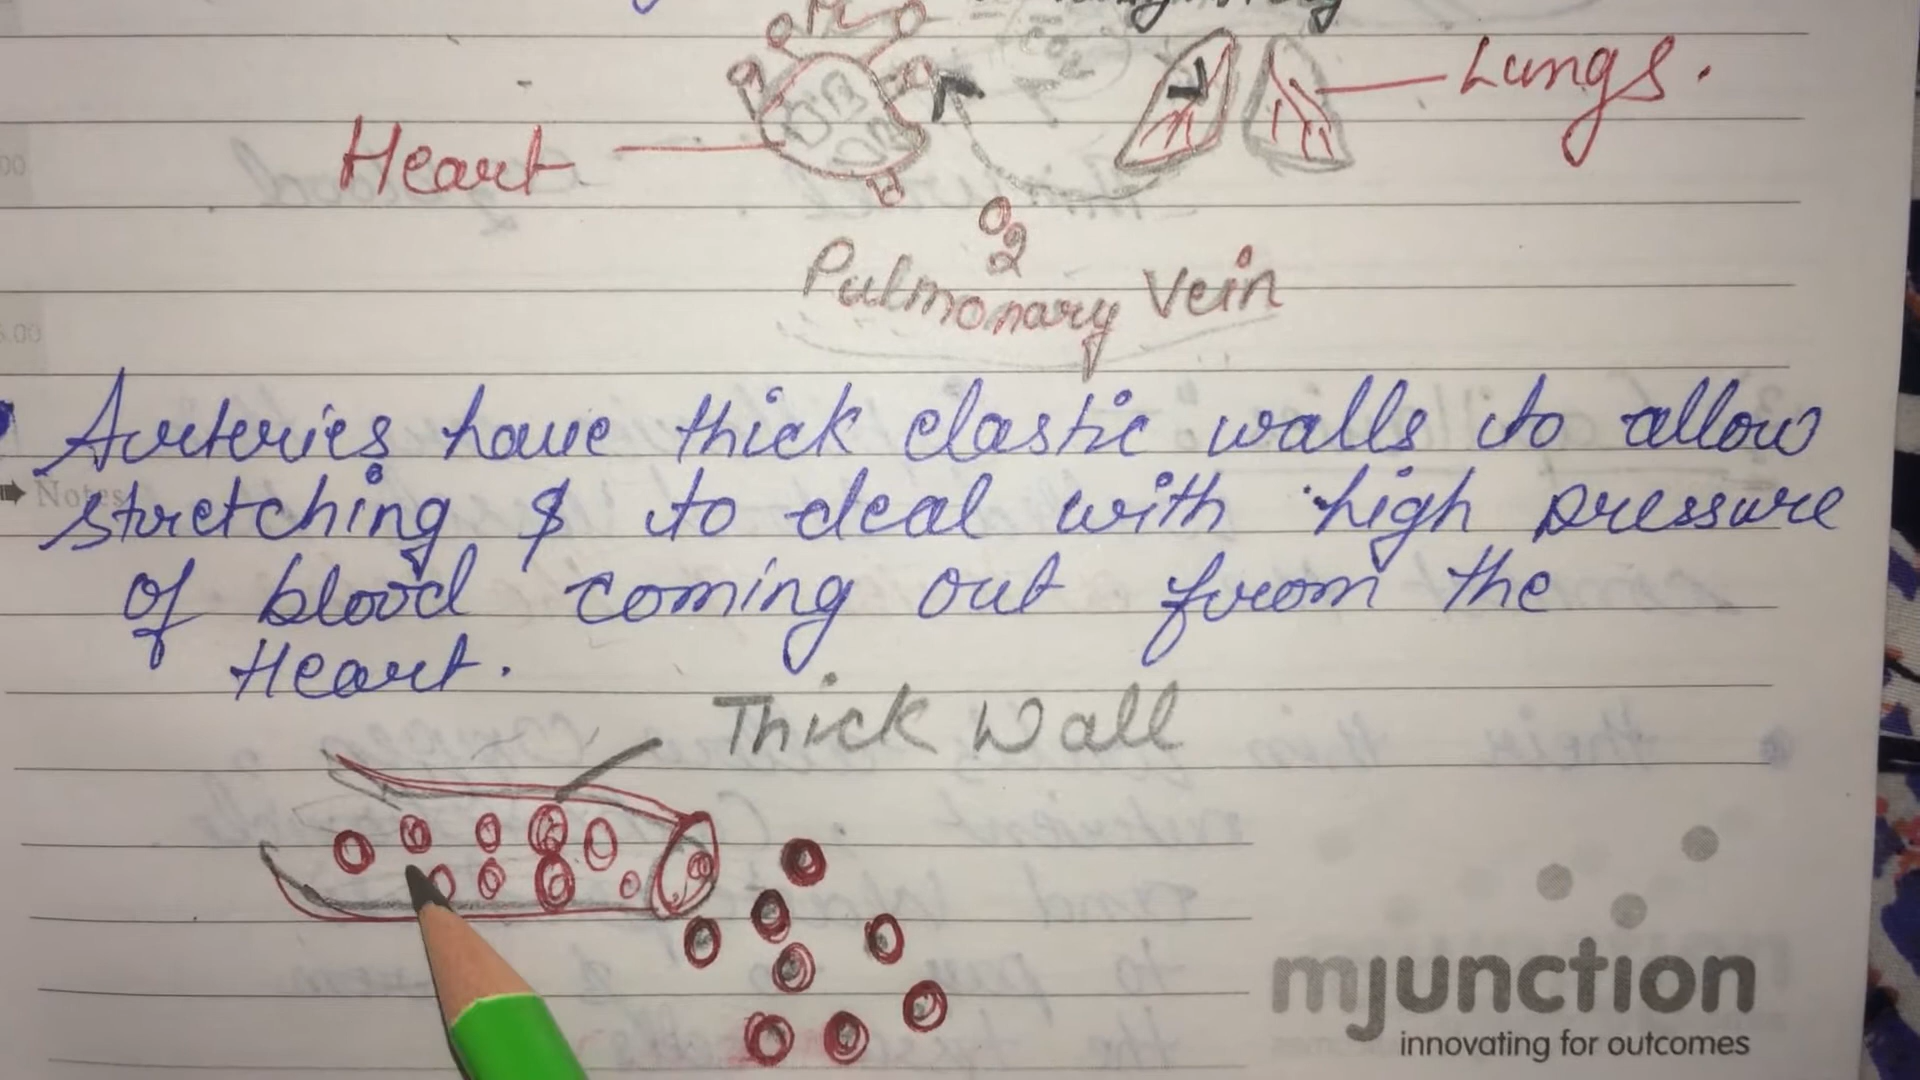 Lungs.
Heart
O2
Pulmonary Vein
Arteries have thick elastic walls to allow
Notes
stretching & to deal with high pressure
of blood coming out from the
Heart.
Thick Wall
mjunction
innovating for outcomes